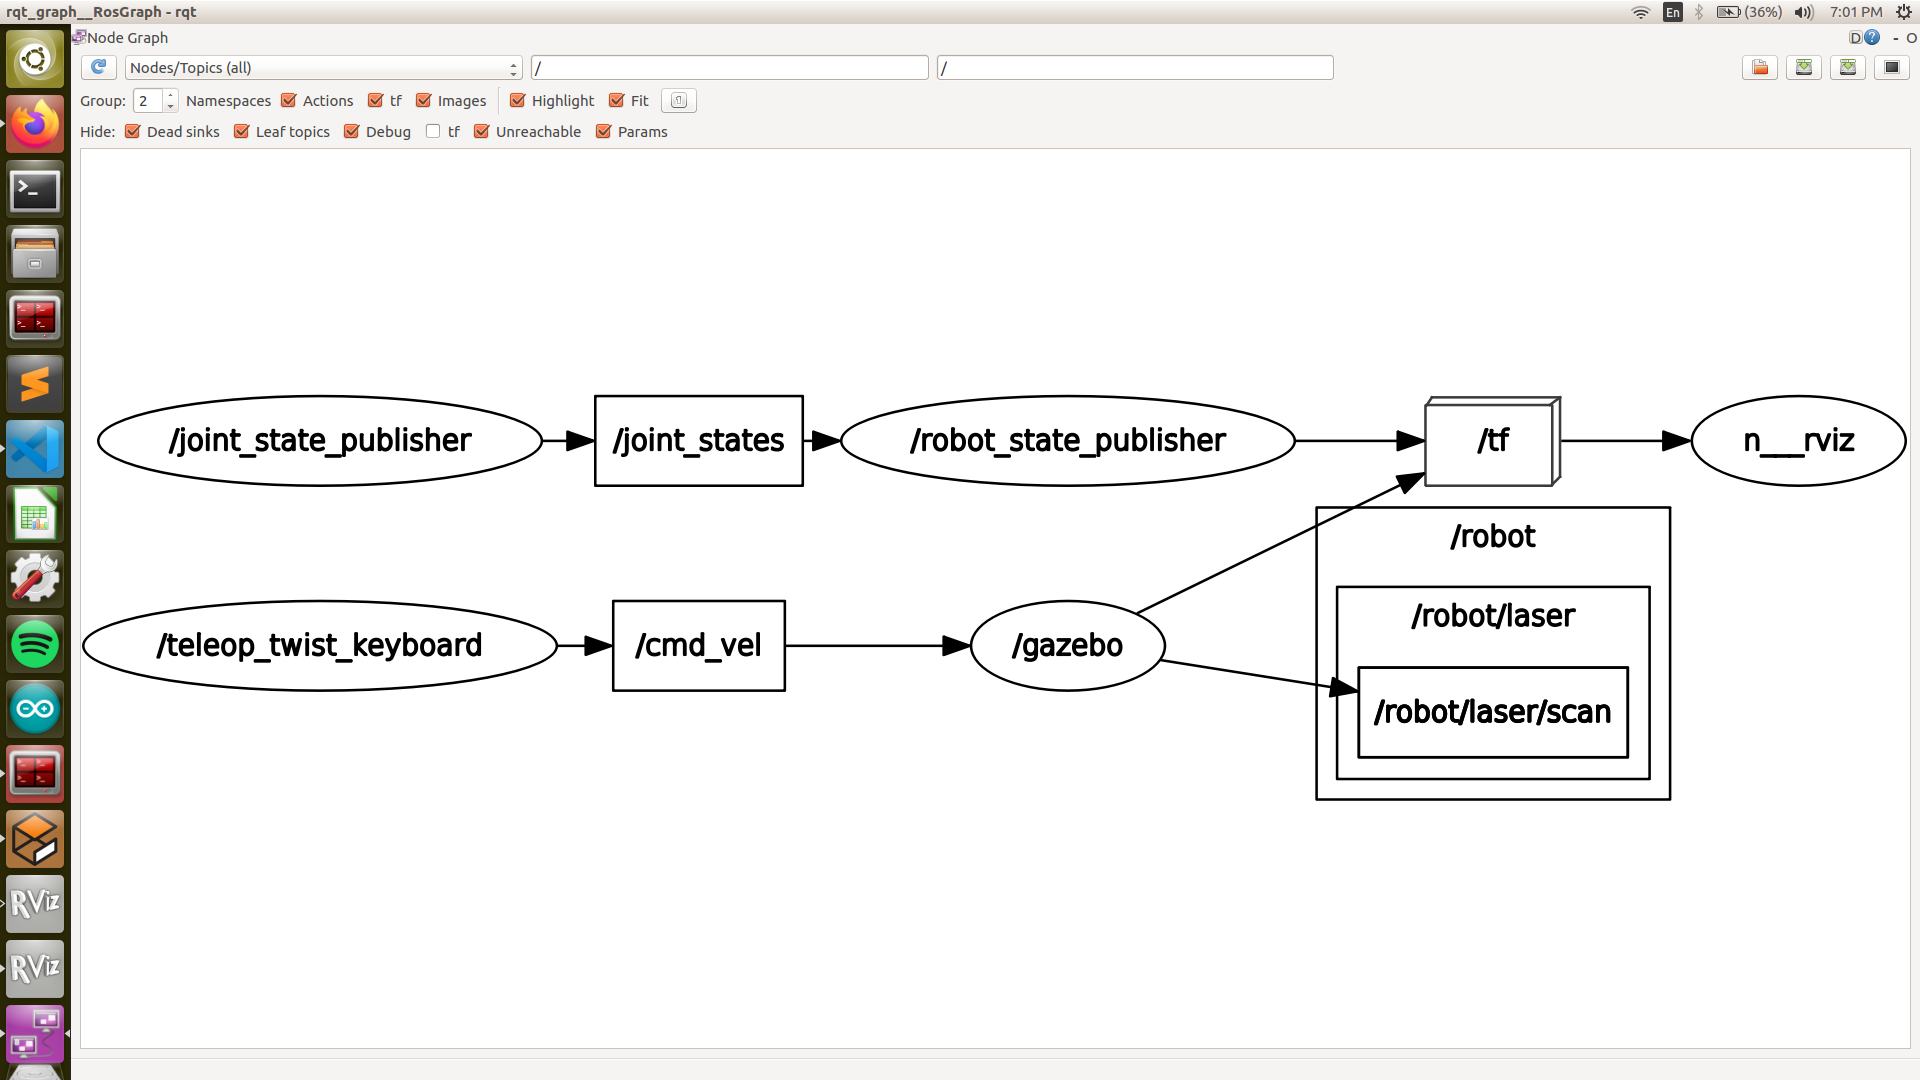 rqt_graph__RosGraph - rqt
En (36%) 7:01 PM
Node Graph
D ? - O
Nodes/Topics (all) / /
Group: 2 Namespaces Actions tf Images Highlight Fit
Hide: Dead sinks Leaf topics Debug tf Unreachable Params
/joint_state_publisher /joint_states /robot_state_publisher /tf n___rviz
/robot
/robot/laser
/teleop_twist_keyboard /cmd_vel /gazebo
/robot/laser/scan
RViz
RViz